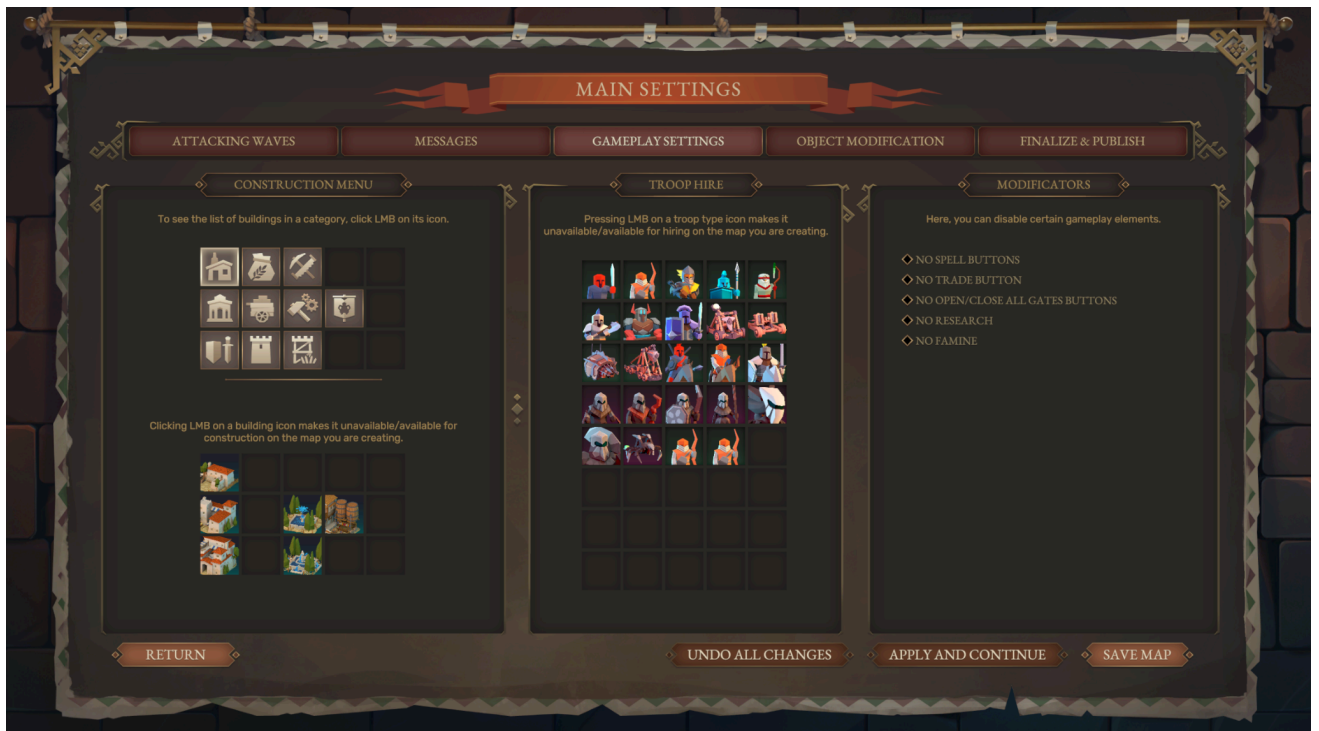 MAIN SETTINGS
ATTACKING WAVES
MESSAGES
GAMEPLAY SETTINGS
OBJECT MODIFICATION
FINALIZE & PUBLISH
CONSTRUCTION MENU
To see the list of buildings in a category, click LMB on its icon.
Clicking LMB on a building icon makes it unavailable/available for
construction on the map you are creating.
TROOP HIRE
Pressing LMB on a troop type icon makes it
unavailable/available for hiring on the map you are creating.
MODIFICATORS
Here, you can disable certain gameplay elements.
NO SPELL BUTTONS
NO TRADE BUTTON
NO OPEN/CLOSE ALL GATES BUTTONS
NO RESEARCH
NO FAMINE
RETURN
UNDO ALL CHANGES
APPLY AND CONTINUE
SAVE MAP